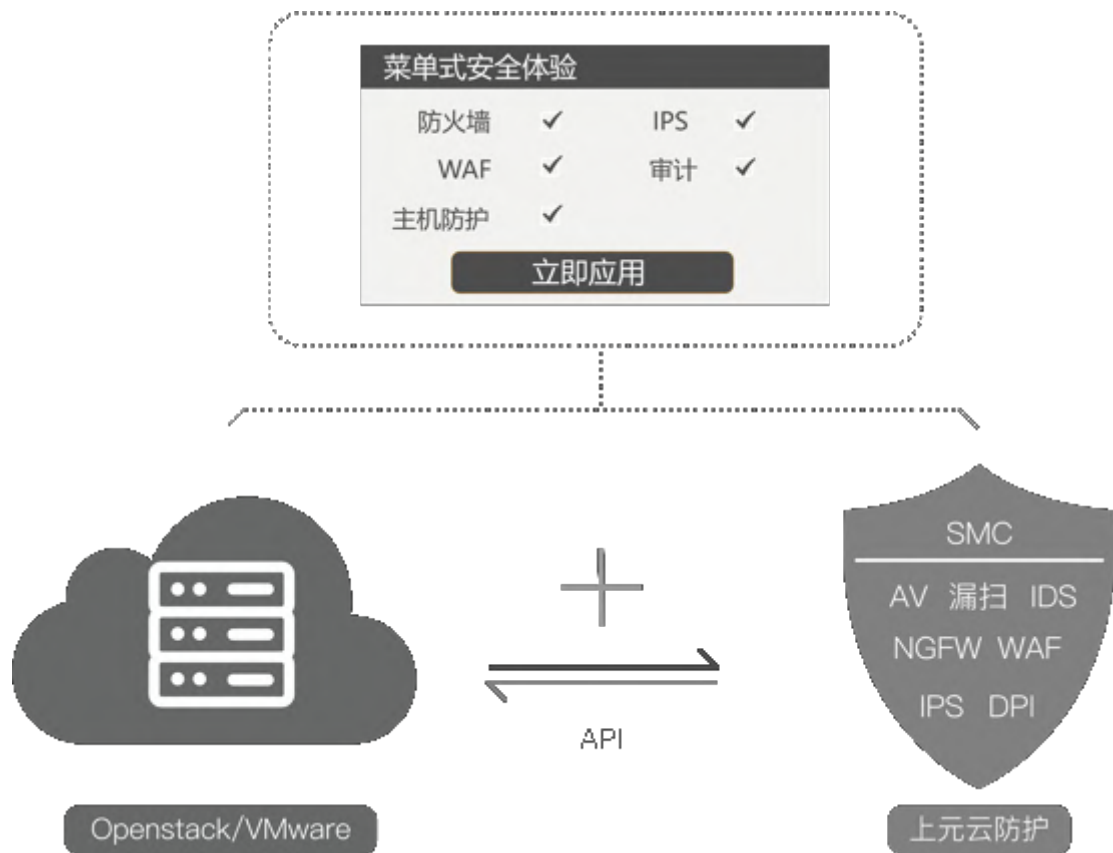 菜单式安全体验
防火墙 ✓ IPS ✓
WAF ✓ 审计 ✓
主机防护 ✓
立即应用
SMC
AV 漏扫 IDS
NGFW WAF
IPS DPI
API
Openstack/VMware
上元云防护